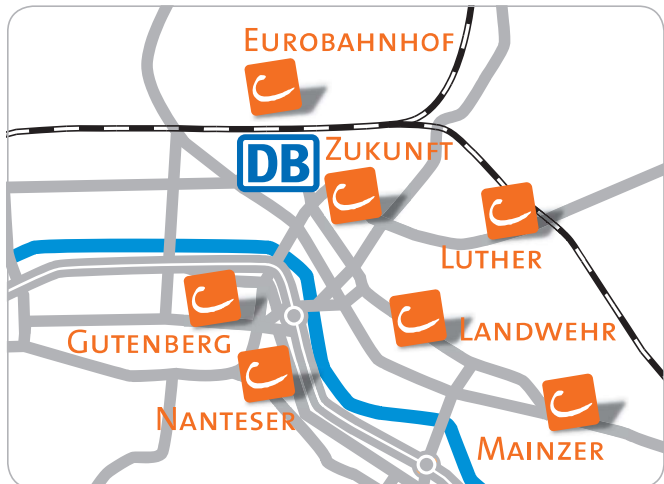 EUROBAHNHOF
DB
ZUKUNFT
LUTHER
GUTENBERG
LANDWEHR
NANTESER
MAINZER